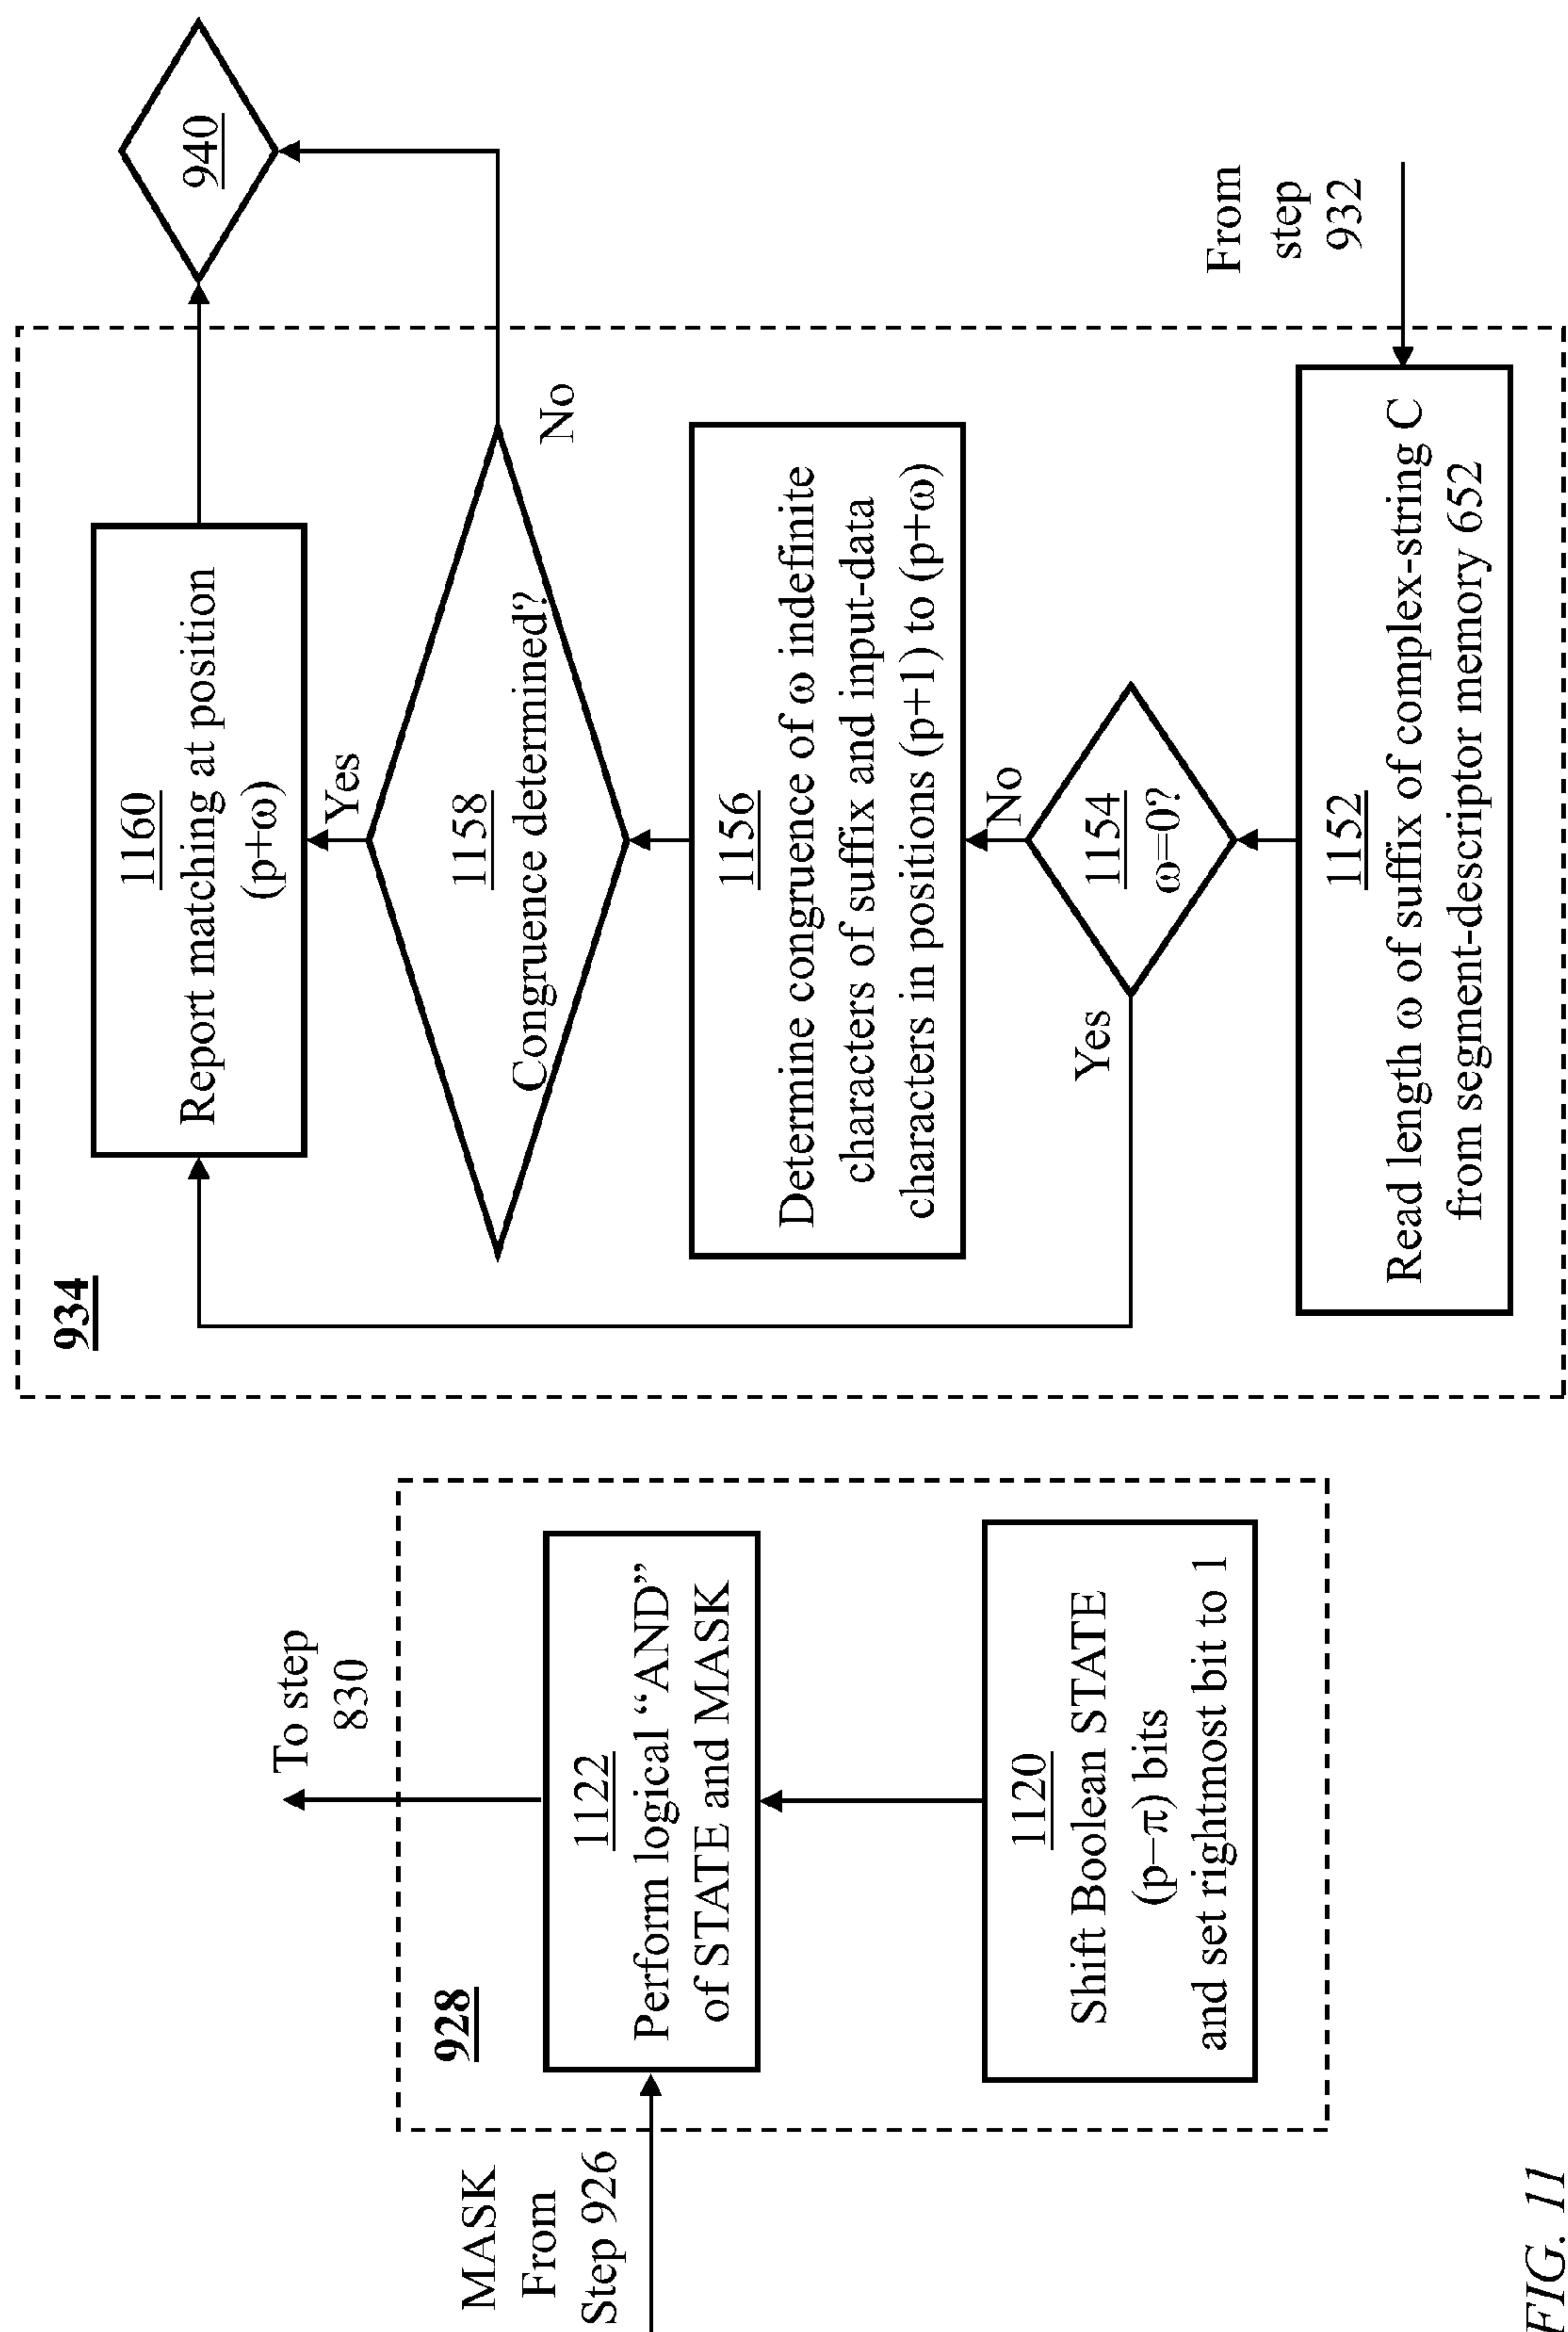 MASK
From
Step 926
928
To step
830
1122
Perform logical “AND”
of STATE and MASK
1120
Shift Boolean STATE
(p−π) bits
and set rightmost bit to 1
934
1160
Report matching at position
(p+ω)
Yes
1158
Congruence determined?
No
1156
Determine congruence of ω indefinite
characters of suffix and input-data
characters in positions (p+1) to (p+ω)
No
1154
ω=0?
Yes
1152
Read length ω of suffix of complex-string C
from segment-descriptor memory 652
940
From
step
932
FIG. 11